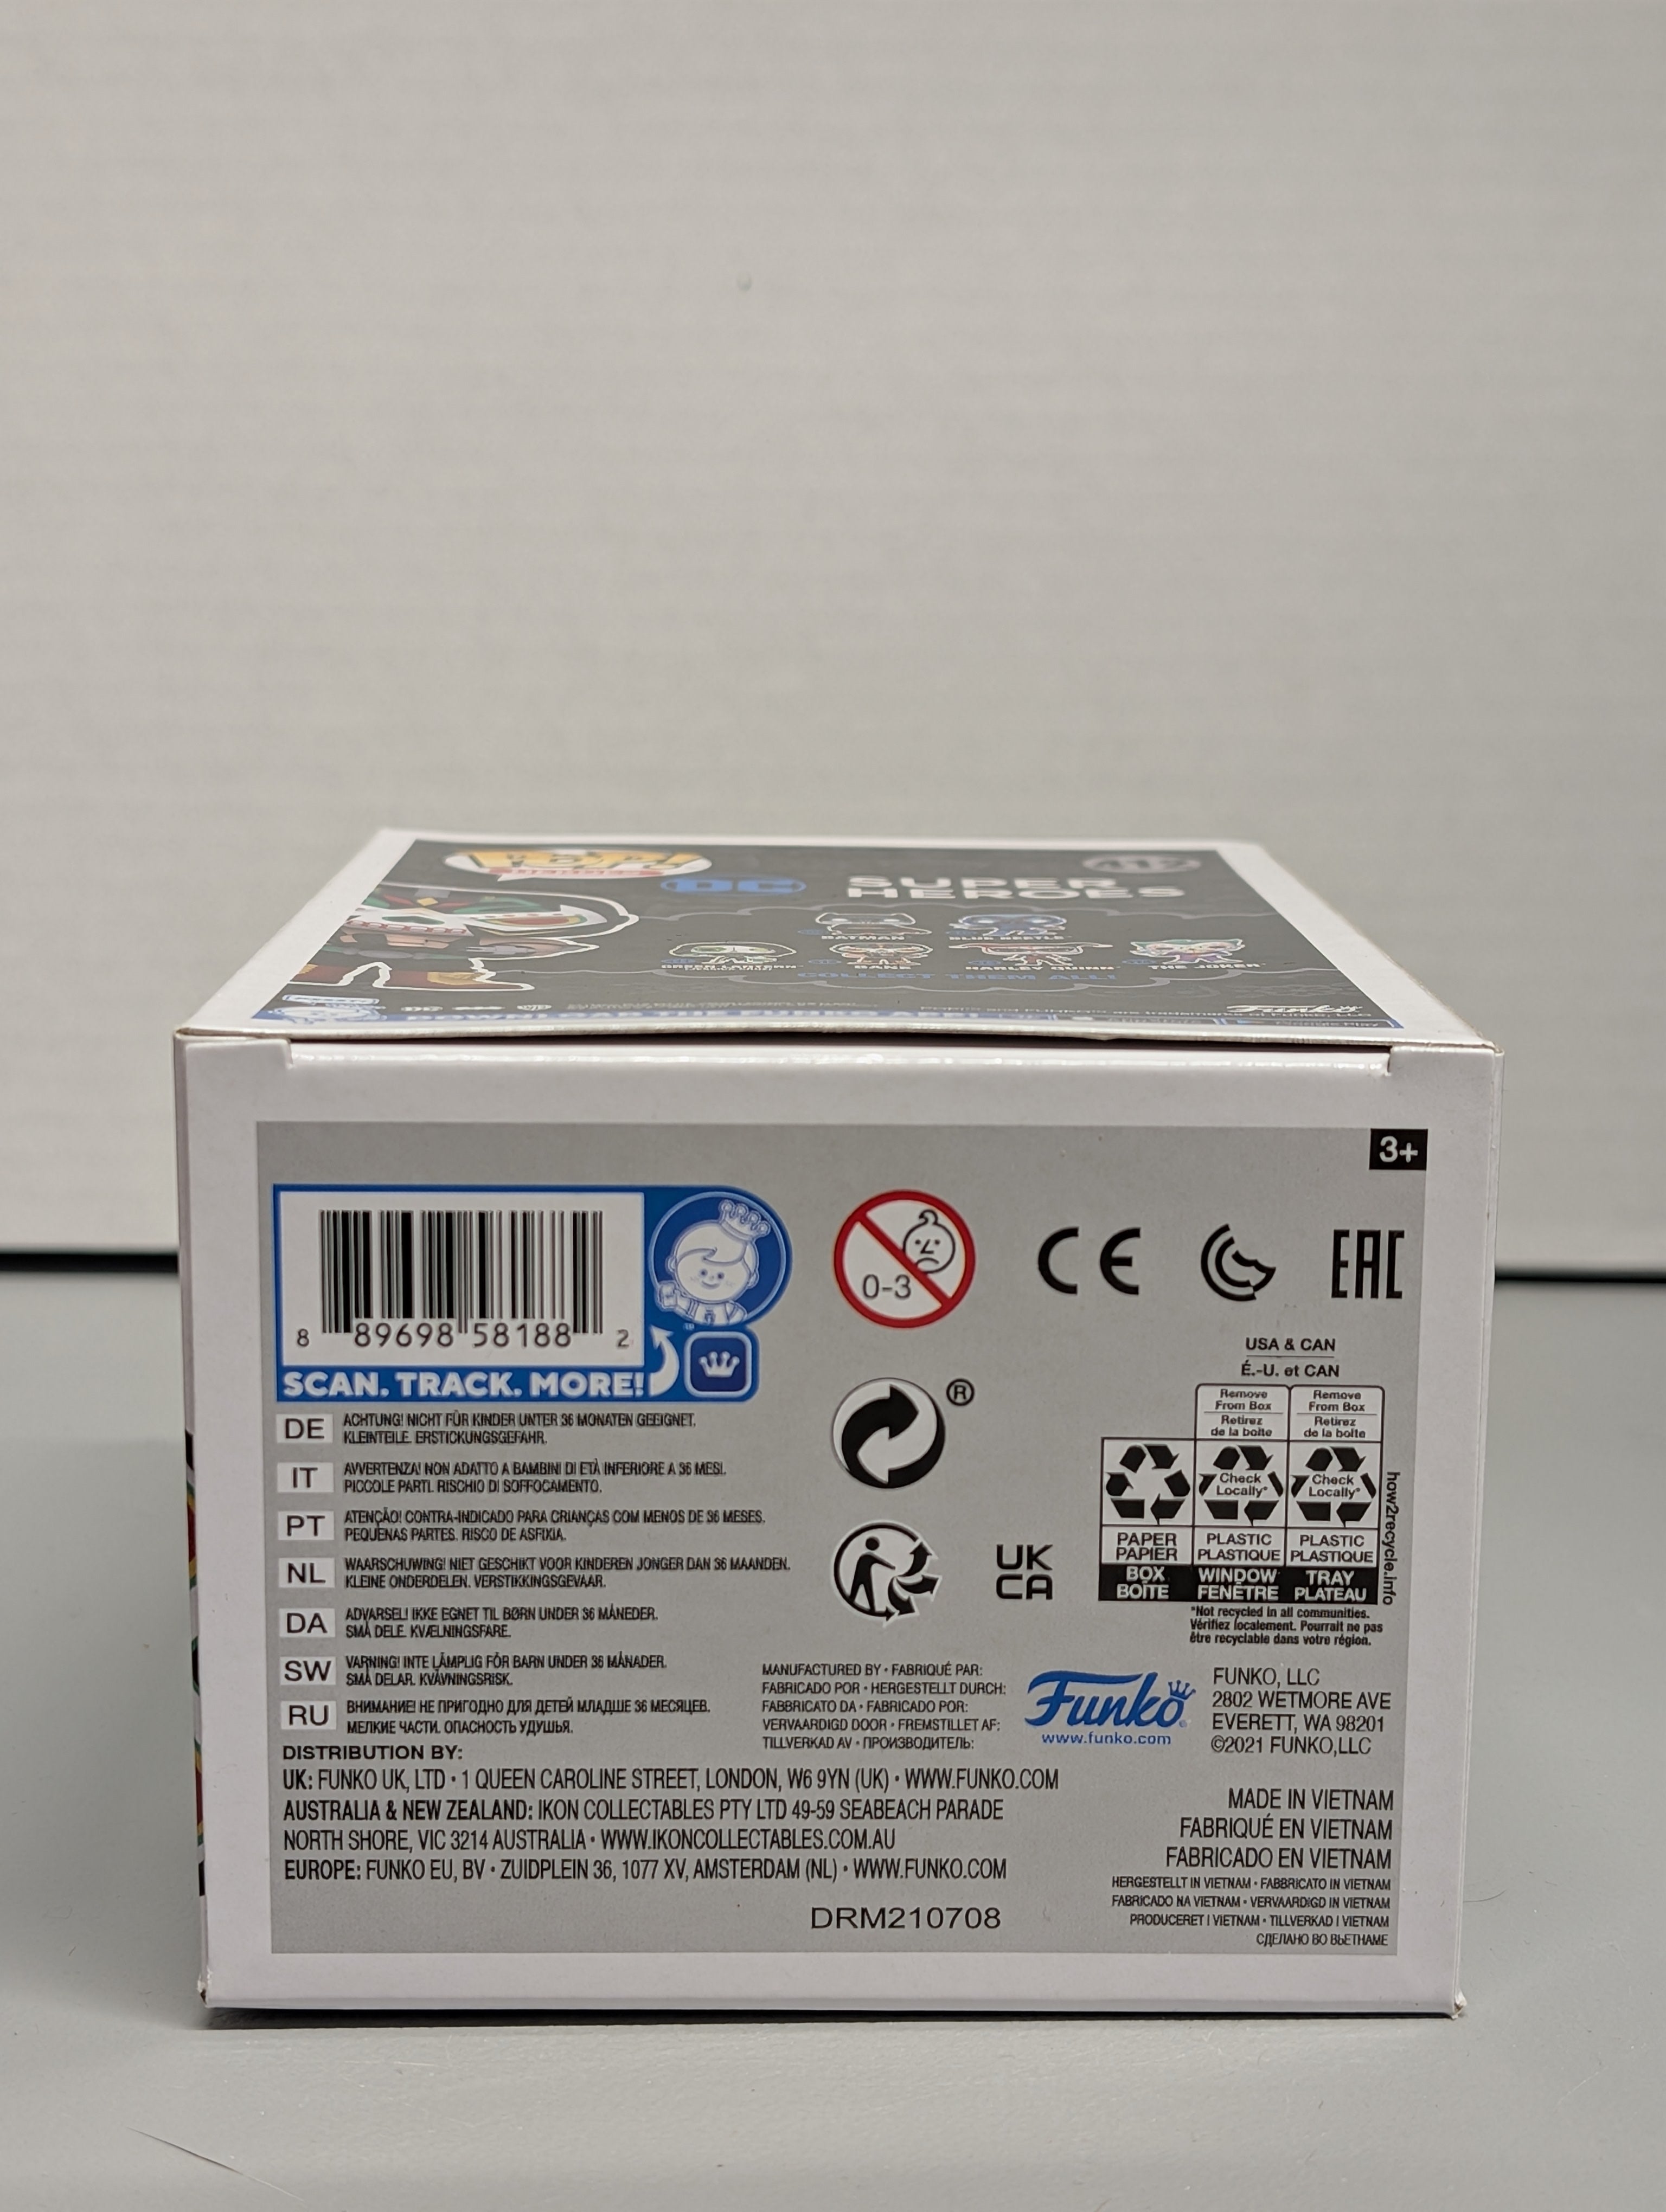 POP!
HEROES
DC
SUPER
HEROES
BATMAN
BLUE BEETLE
GREEN LANTERN
BANE
HARLEY QUINN
THE JOKER
COLLECT THEM ALL!
Funko
3+
8 89698 58188 2
SCAN. TRACK. MORE!
0-3
CE
EAC
®
UK
CA
USA & CAN
É.-U. et CAN
Remove From Box
Retirez de la boîte
Remove From Box
Retirez de la boîte
Check Locally*
Check Locally*
PAPER PAPIER
PLASTIC PLASTIQUE
PLASTIC PLASTIQUE
BOX BOÎTE
WINDOW FENÊTRE
TRAY PLATEAU
how2recycle.info
*Not recycled in all communities.
Vérifiez localement. Pourrait ne pas
être recyclable dans votre région.
DE ACHTUNG! NICHT FÜR KINDER UNTER 36 MONATEN GEEIGNET.
KLEINTEILE. ERSTICKUNGSGEFAHR.
IT AVVERTENZA! NON ADATTO A BAMBINI DI ETÀ INFERIORE A 36 MESI.
PICCOLE PARTI. RISCHIO DI SOFFOCAMENTO.
PT ATENÇÃO! CONTRA-INDICADO PARA CRIANÇAS COM MENOS DE 36 MESES.
PEQUENAS PARTES. RISCO DE ASFIXIA.
NL WAARSCHUWING! NIET GESCHIKT VOOR KINDEREN JONGER DAN 36 MAANDEN.
KLEINE ONDERDELEN. VERSTIKKINGSGEVAAR.
DA ADVARSEL! IKKE EGNET TIL BØRN UNDER 36 MÅNEDER.
SMÅ DELE. KVÆLNINGSFARE.
SW VARNING! INTE LÄMPLIG FÖR BARN UNDER 36 MÅNADER.
SMÅ DELAR. KVÄVNINGSRISK.
RU ВНИМАНИЕ! НЕ ПРИГОДНО ДЛЯ ДЕТЕЙ МЛАДШЕ 36 МЕСЯЦЕВ.
МЕЛКИЕ ЧАСТИ. ОПАСНОСТЬ УДУШЬЯ.
MANUFACTURED BY • FABRIQUÉ PAR:
FABRICADO POR • HERGESTELLT DURCH:
FABBRICATO DA • FABRICADO POR:
VERVAARDIGD DOOR • FREMSTILLET AF:
TILLVERKAD AV • ПРОИЗВОДИТЕЛЬ:
Funko
www.funko.com
FUNKO, LLC
2802 WETMORE AVE
EVERETT, WA 98201
©2021 FUNKO,LLC
DISTRIBUTION BY:
UK: FUNKO UK, LTD • 1 QUEEN CAROLINE STREET, LONDON, W6 9YN (UK) • WWW.FUNKO.COM
AUSTRALIA & NEW ZEALAND: IKON COLLECTABLES PTY LTD 49-59 SEABEACH PARADE
NORTH SHORE, VIC 3214 AUSTRALIA • WWW.IKONCOLLECTABLES.COM.AU
EUROPE: FUNKO EU, BV • ZUIDPLEIN 36, 1077 XV, AMSTERDAM (NL) • WWW.FUNKO.COM
DRM210708
MADE IN VIETNAM
FABRIQUÉ EN VIETNAM
FABRICADO EN VIETNAM
HERGESTELLT IN VIETNAM • FABBRICATO IN VIETNAM
FABRICADO NA VIETNAM • VERVAARDIGD IN VIETNAM
PRODUCERET I VIETNAM • TILLVERKAD I VIETNAM
СДЕЛАНО ВО ВЬЕТНАМЕ